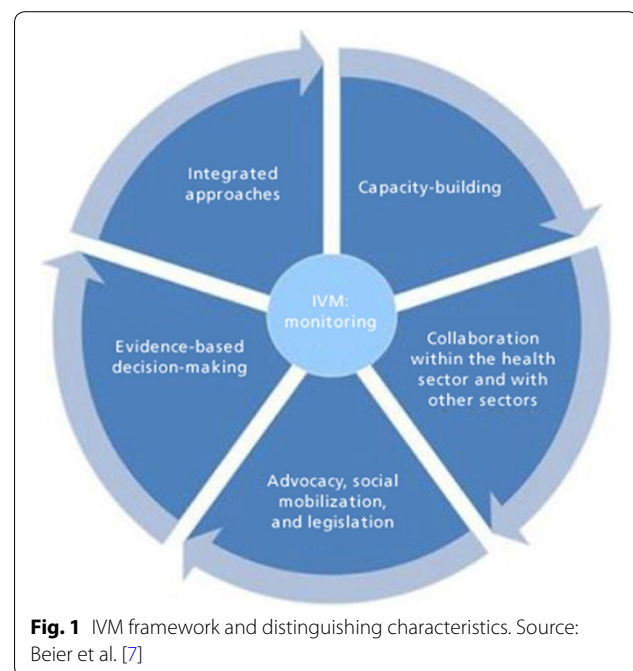 Integrated
approaches
Capacity-building
IVM:
monitoring
Evidence-based
decision-making
Collaboration
within the health
sector and with
other sectors
Advocacy, social
mobilization,
and legislation
Fig. 1 IVM framework and distinguishing characteristics. Source:
Beier et al. [7]